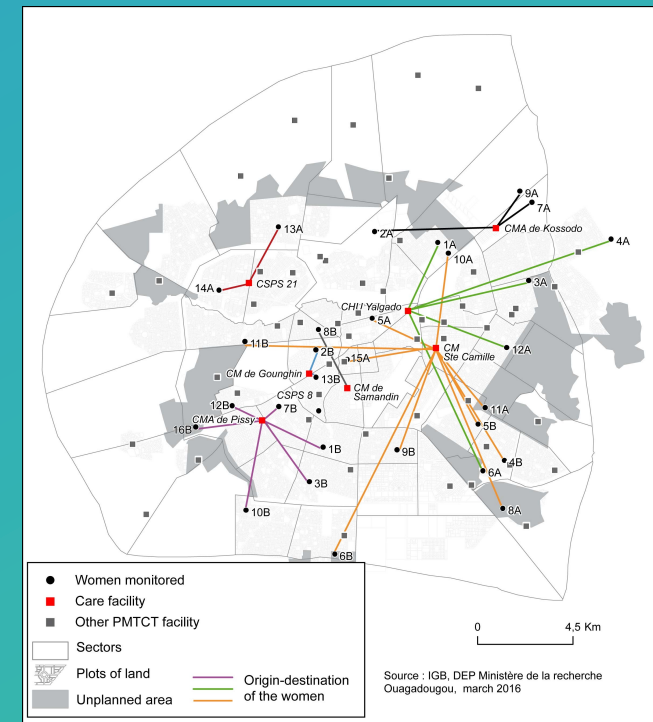 9A
7A
2A
CMA de Kossodo
13A
1A
4A
10A
14A
CSPS 21
3A
CHU Yalgado
5A
8B
11B
2B
15A
CM
Ste Camille
12A
CM de Gounghin
13B
CM de
Samandin
CSPS 8
12B
7B
11A
CMA de Pissy
16B
5B
1B
9B
4B
6A
3B
8A
10B
6B
Women monitored
Care facility
Other PMTCT facility
Sectors
Plots of land
Unplanned area
Origin-destination
of the women
0
4,5 Km
Source : IGB, DEP Ministère de la recherche
Ouagadougou, march 2016